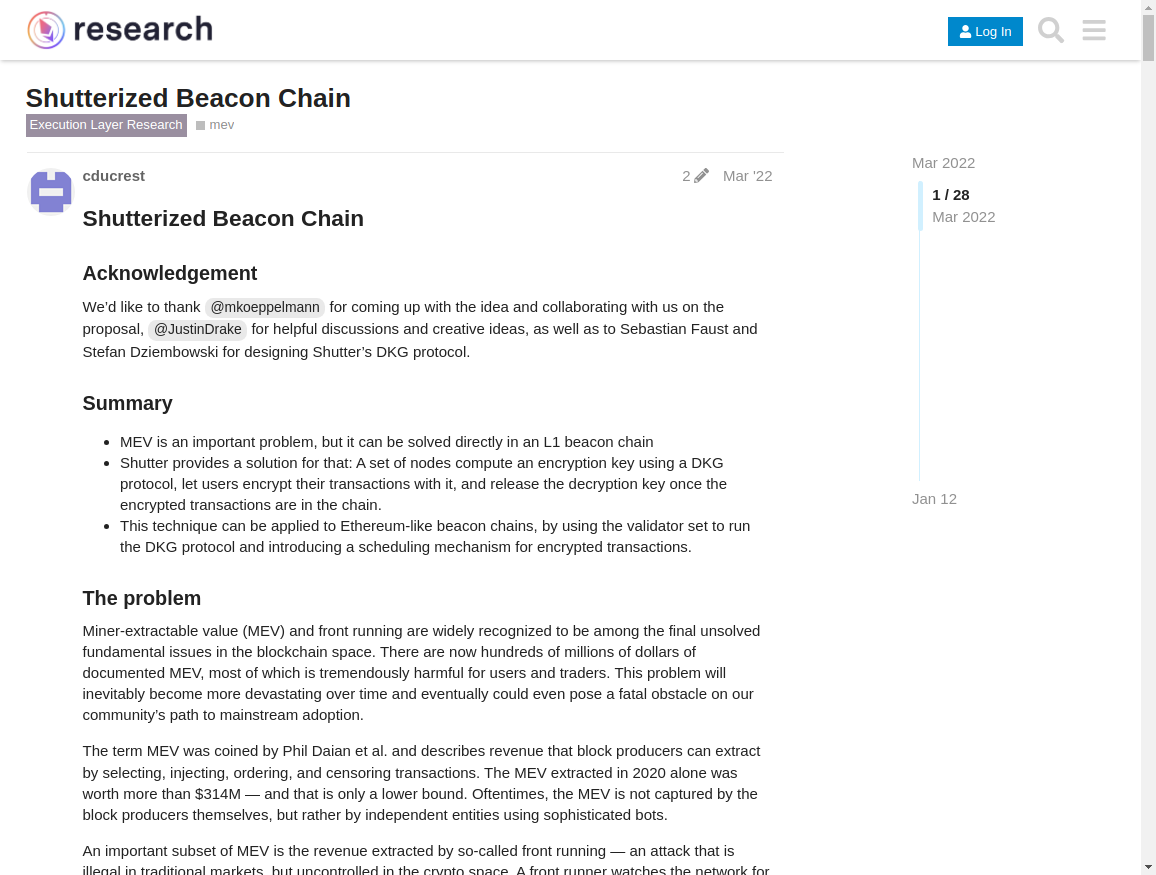 research
Log In
Shutterized Beacon Chain
Execution Layer Research
mev
cducrest
2
Mar '22
Mar 2022
1 / 28
Mar 2022
Jan 12
Shutterized Beacon Chain
Acknowledgement
We’d like to thank @mkoeppelmann for coming up with the idea and collaborating with us on the
proposal, @JustinDrake for helpful discussions and creative ideas, as well as to Sebastian Faust and
Stefan Dziembowski for designing Shutter’s DKG protocol.
Summary
MEV is an important problem, but it can be solved directly in an L1 beacon chain
Shutter provides a solution for that: A set of nodes compute an encryption key using a DKG
protocol, let users encrypt their transactions with it, and release the decryption key once the
encrypted transactions are in the chain.
This technique can be applied to Ethereum-like beacon chains, by using the validator set to run
the DKG protocol and introducing a scheduling mechanism for encrypted transactions.
The problem
Miner-extractable value (MEV) and front running are widely recognized to be among the final unsolved
fundamental issues in the blockchain space. There are now hundreds of millions of dollars of
documented MEV, most of which is tremendously harmful for users and traders. This problem will
inevitably become more devastating over time and eventually could even pose a fatal obstacle on our
community’s path to mainstream adoption.
The term MEV was coined by Phil Daian et al. and describes revenue that block producers can extract
by selecting, injecting, ordering, and censoring transactions. The MEV extracted in 2020 alone was
worth more than $314M — and that is only a lower bound. Oftentimes, the MEV is not captured by the
block producers themselves, but rather by independent entities using sophisticated bots.
An important subset of MEV is the revenue extracted by so-called front running — an attack that is
illegal in traditional markets, but uncontrolled in the crypto space. A front runner watches the network for